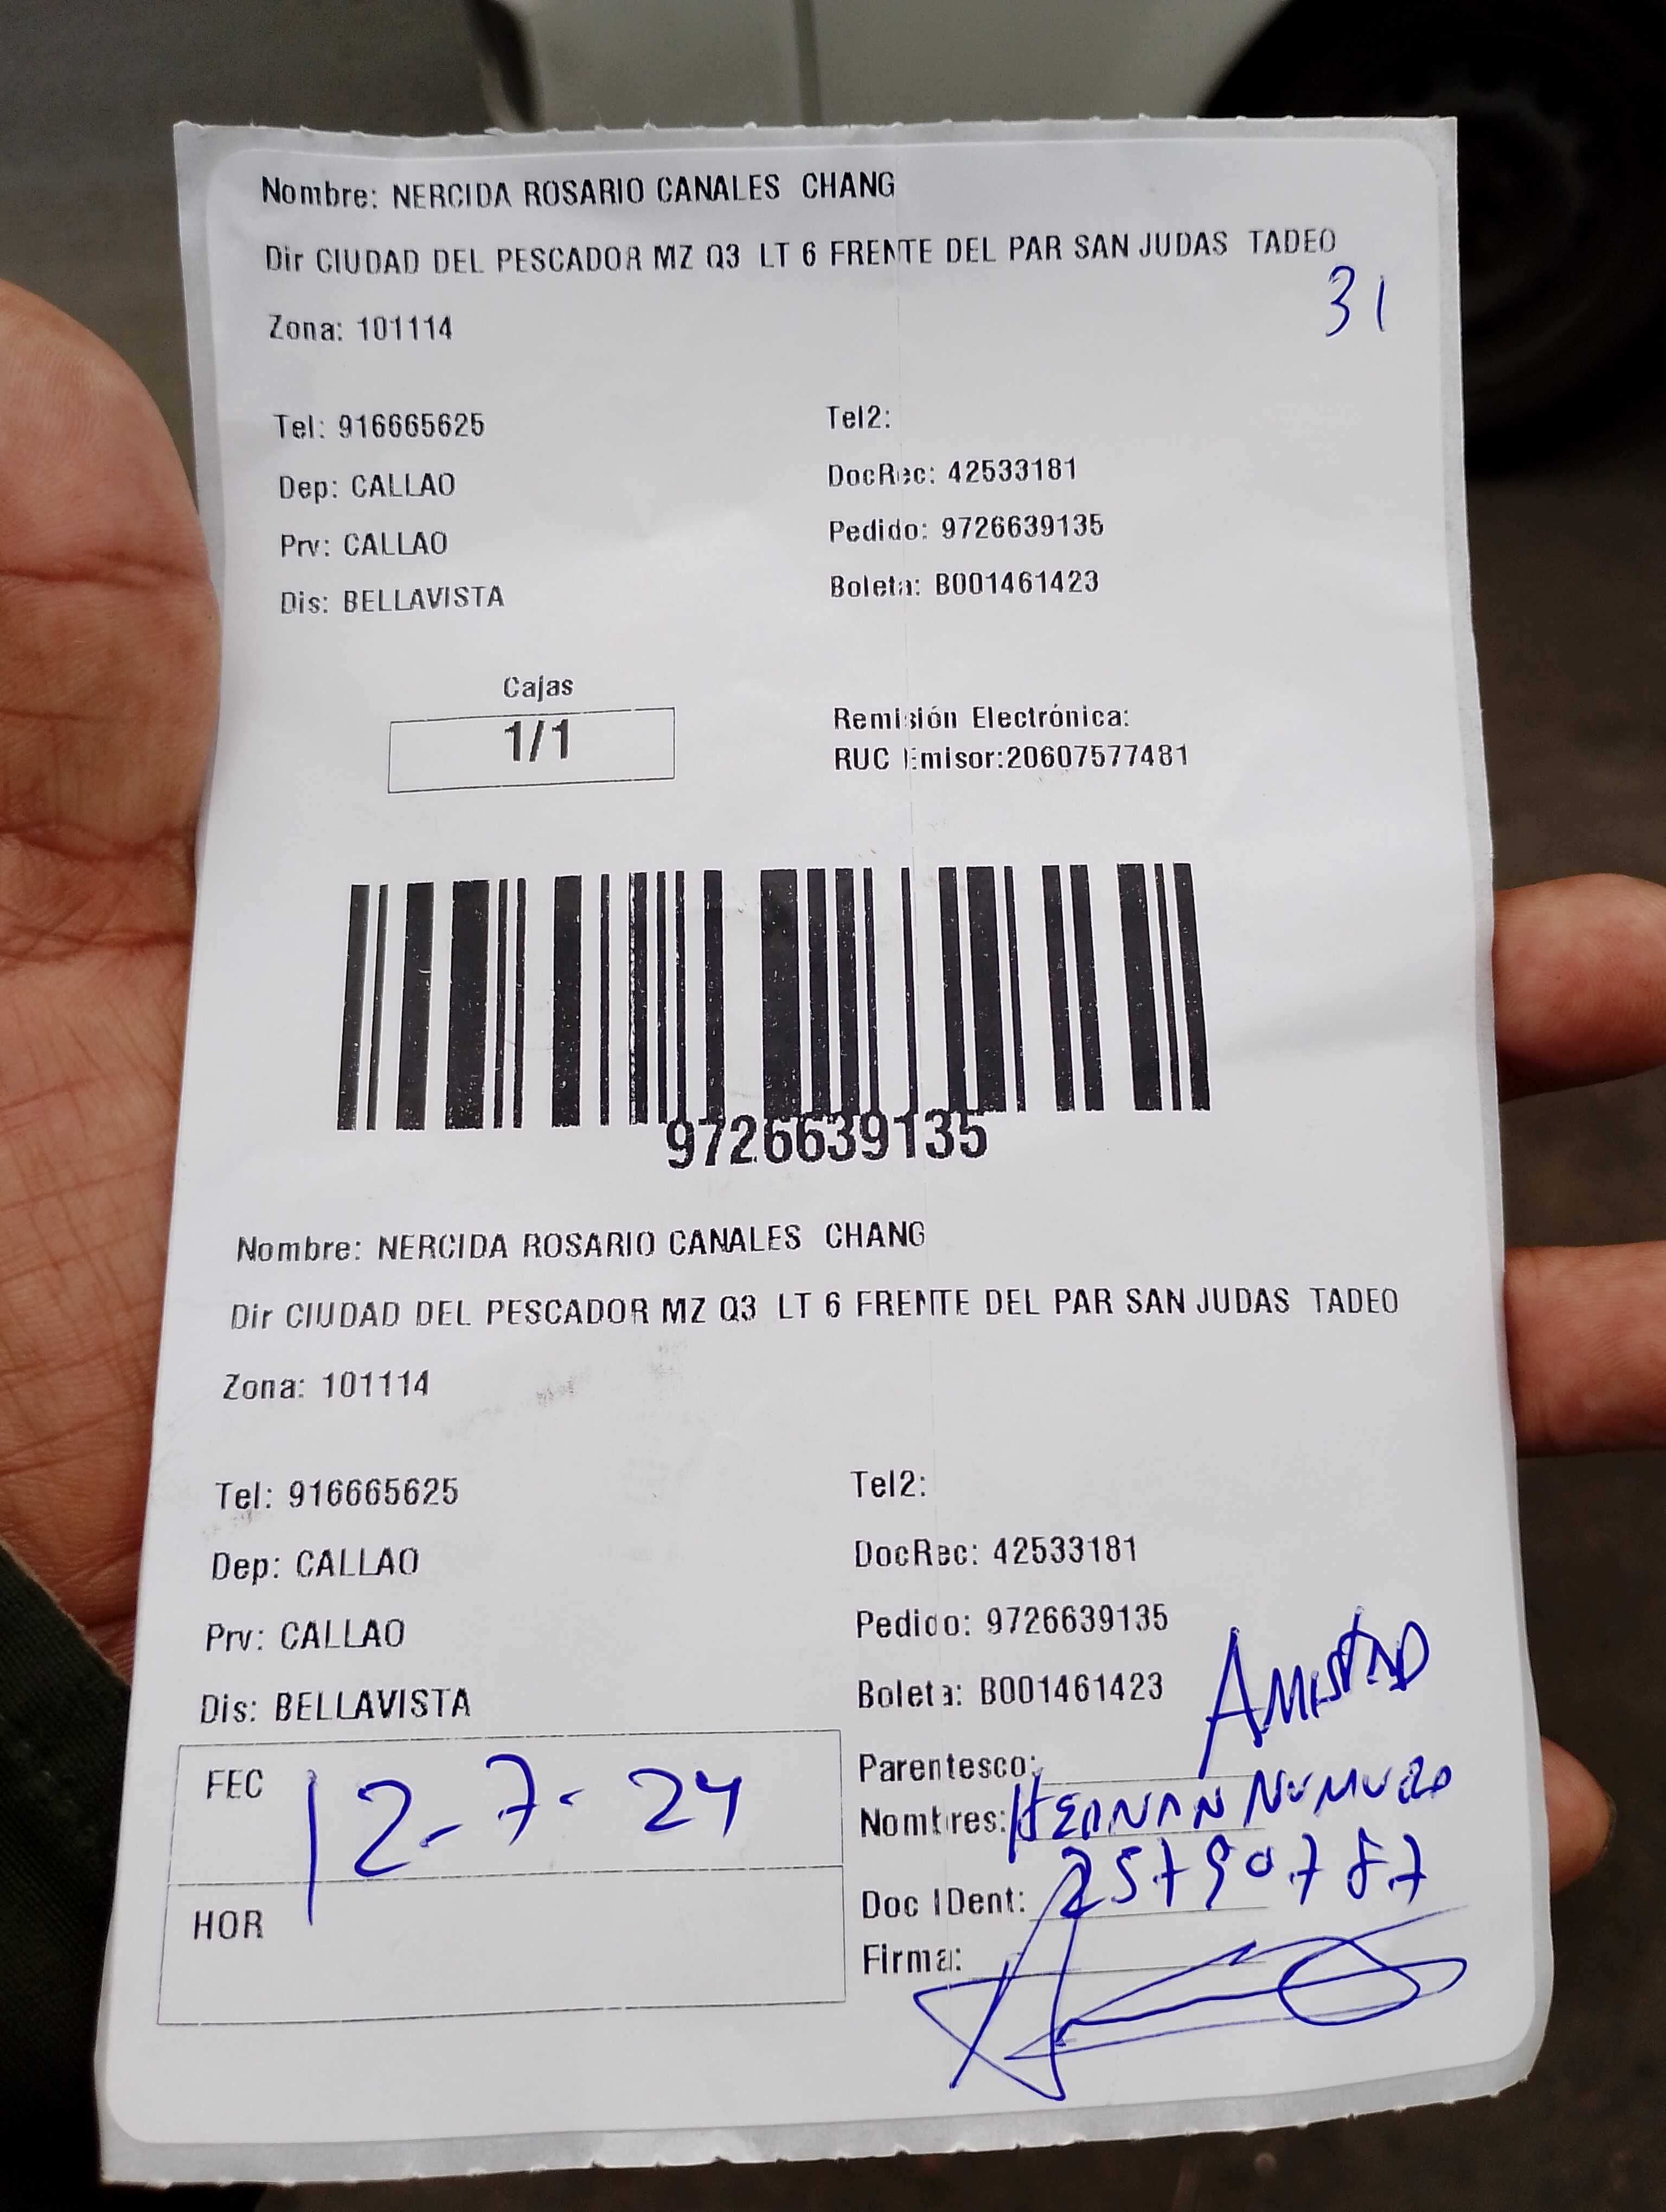 Nombre: NERCIDA ROSARIO CANALES CHANG
Dir CIUDAD DEL PESCADOR MZ Q3 LT 6 FRENTE DEL PAR SAN JUDAS TADEO
31
Zona: 101114
Tel: 916665625
Tel2:
Dep: CALLAO
DocRec: 42533181
Prv: CALLAO
Pedido: 9726639135
Dis: BELLAVISTA
Boleta: B001461423
Cajas
1/1
Remisión Electrónica:
RUC Emisor:20607577481
9726639135
Nombre: NERCIDA ROSARIO CANALES CHANG
Dir CIUDAD DEL PESCADOR MZ Q3 LT 6 FRENTE DEL PAR SAN JUDAS TADEO
Zona: 101114
Tel: 916665625
Tel2:
Dep: CALLAO
DocRec: 42533181
Prv: CALLAO
Pedido: 9726639135
Dis: BELLAVISTA
Boleta: B001461423
FEC 12-7-24
HOR
Parentesco: AMISTAD
Nombres: HERNAN
Doc IDent: 25790787
Firma: